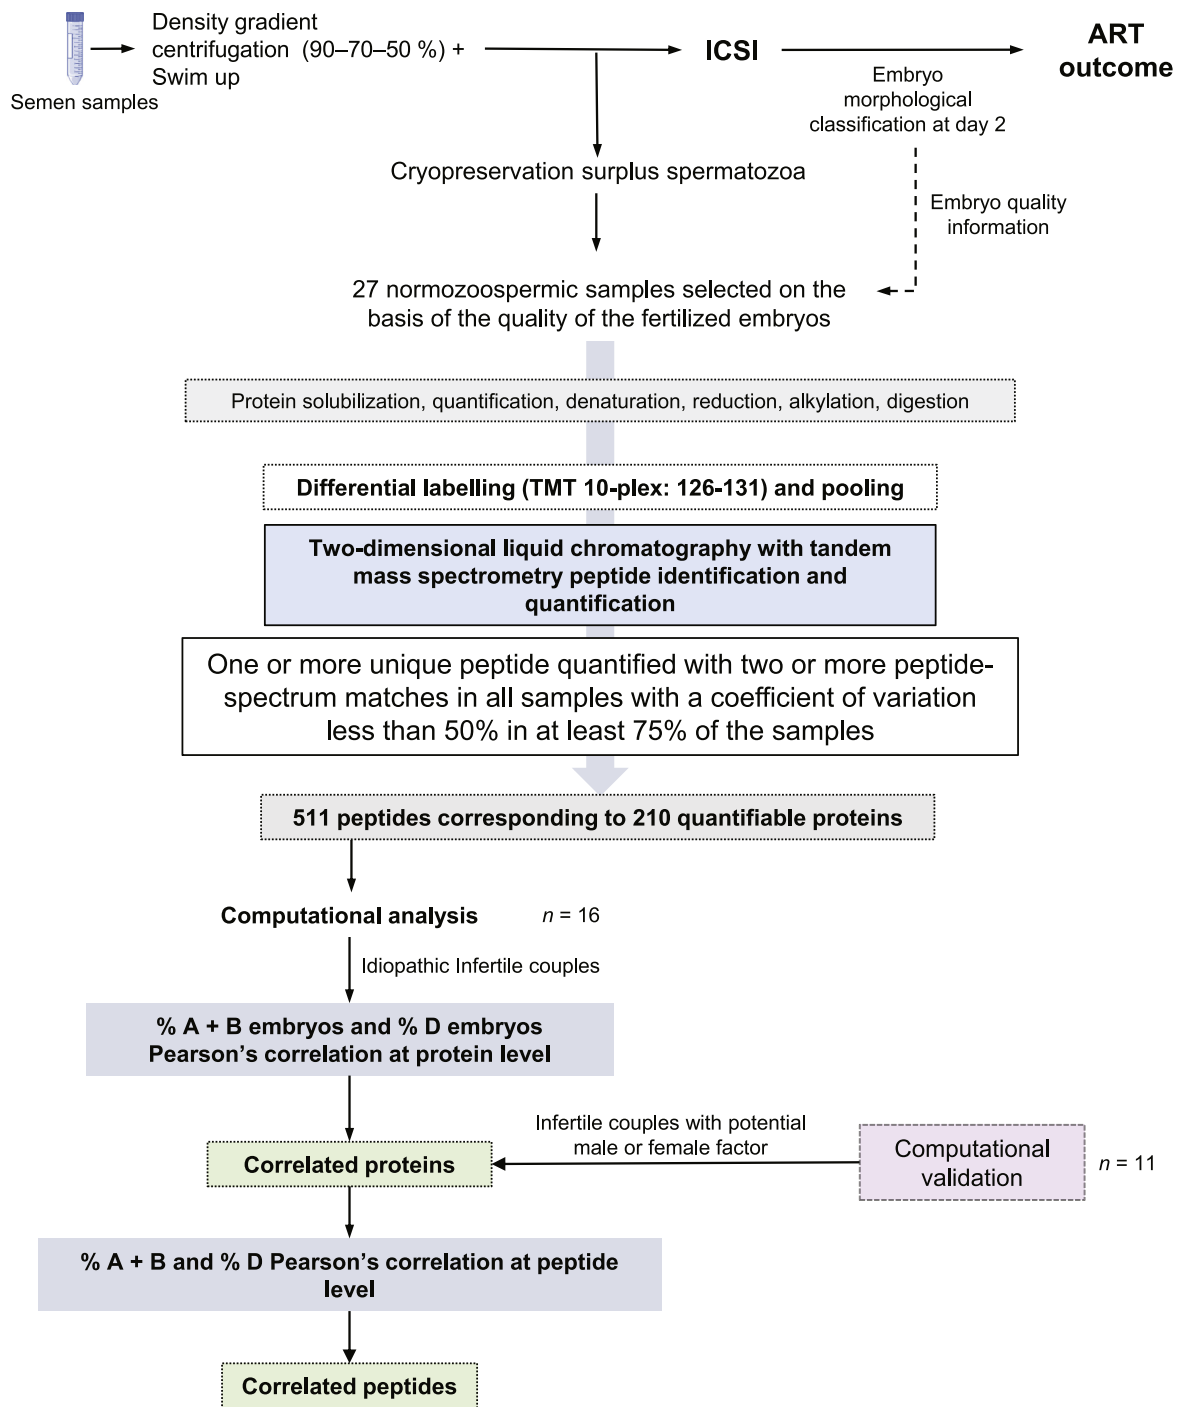 Density gradient
centrifugation (90–70–50 %) +
Swim up
Semen samples
ICSI
ART
outcome
Embryo
morphological
classification at day 2
Cryopreservation surplus spermatozoa
Embryo quality
information
27 normozoospermic samples selected on the
basis of the quality of the fertilized embryos
Protein solubilization, quantification, denaturation, reduction, alkylation, digestion
Differential labelling (TMT 10-plex: 126-131) and pooling
Two-dimensional liquid chromatography with tandem
mass spectrometry peptide identification and
quantification
One or more unique peptide quantified with two or more peptide-
spectrum matches in all samples with a coefficient of variation
less than 50% in at least 75% of the samples
511 peptides corresponding to 210 quantifiable proteins
Computational analysis
n = 16
Idiopathic Infertile couples
% A + B embryos and % D embryos
Pearson’s correlation at protein level
Infertile couples with potential
male or female factor
Computational
validation
n = 11
Correlated proteins
% A + B and % D Pearson’s correlation at peptide
level
Correlated peptides